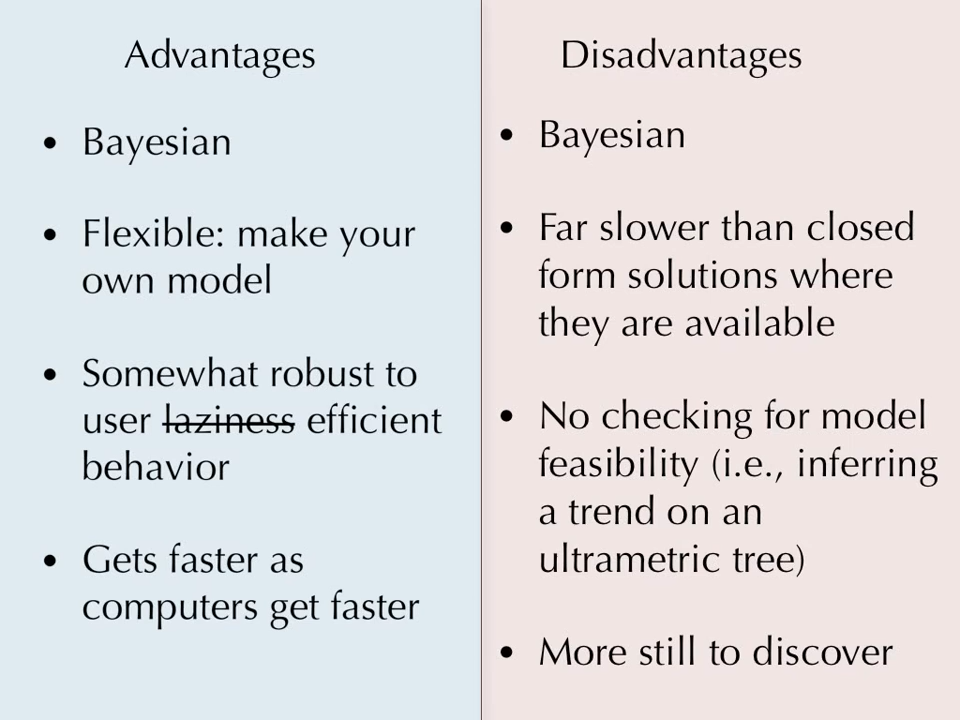 Advantages
• Bayesian
• Flexible: make your
own model
• Somewhat robust to
user laziness efficient
behavior
• Gets faster as
computers get faster
Disadvantages
• Bayesian
• Far slower than closed
form solutions where
they are available
• No checking for model
feasibility (i.e., inferring
a trend on an
ultrametric tree)
• More still to discover